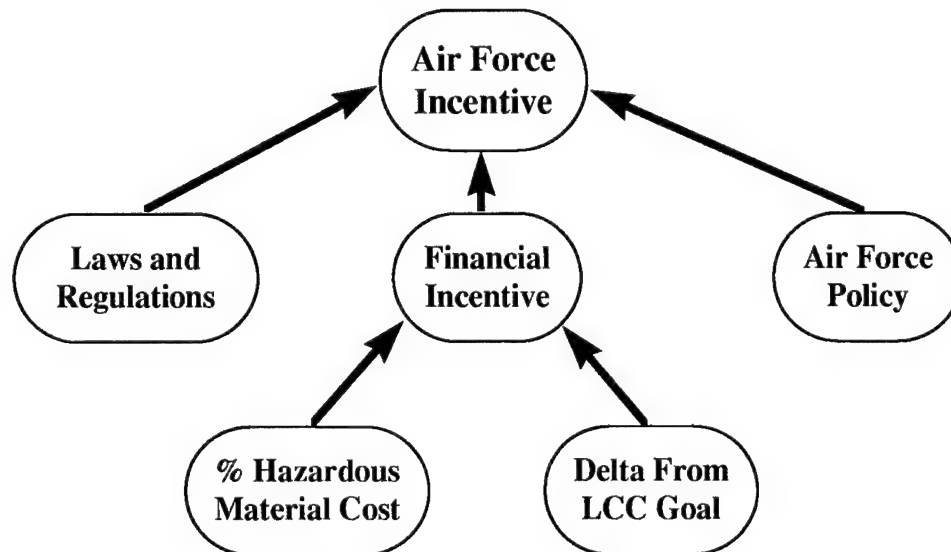 Air Force
Incentive
Laws and
Regulations
Financial
Incentive
Air Force
Policy
% Hazardous
Material Cost
Delta From
LCC Goal